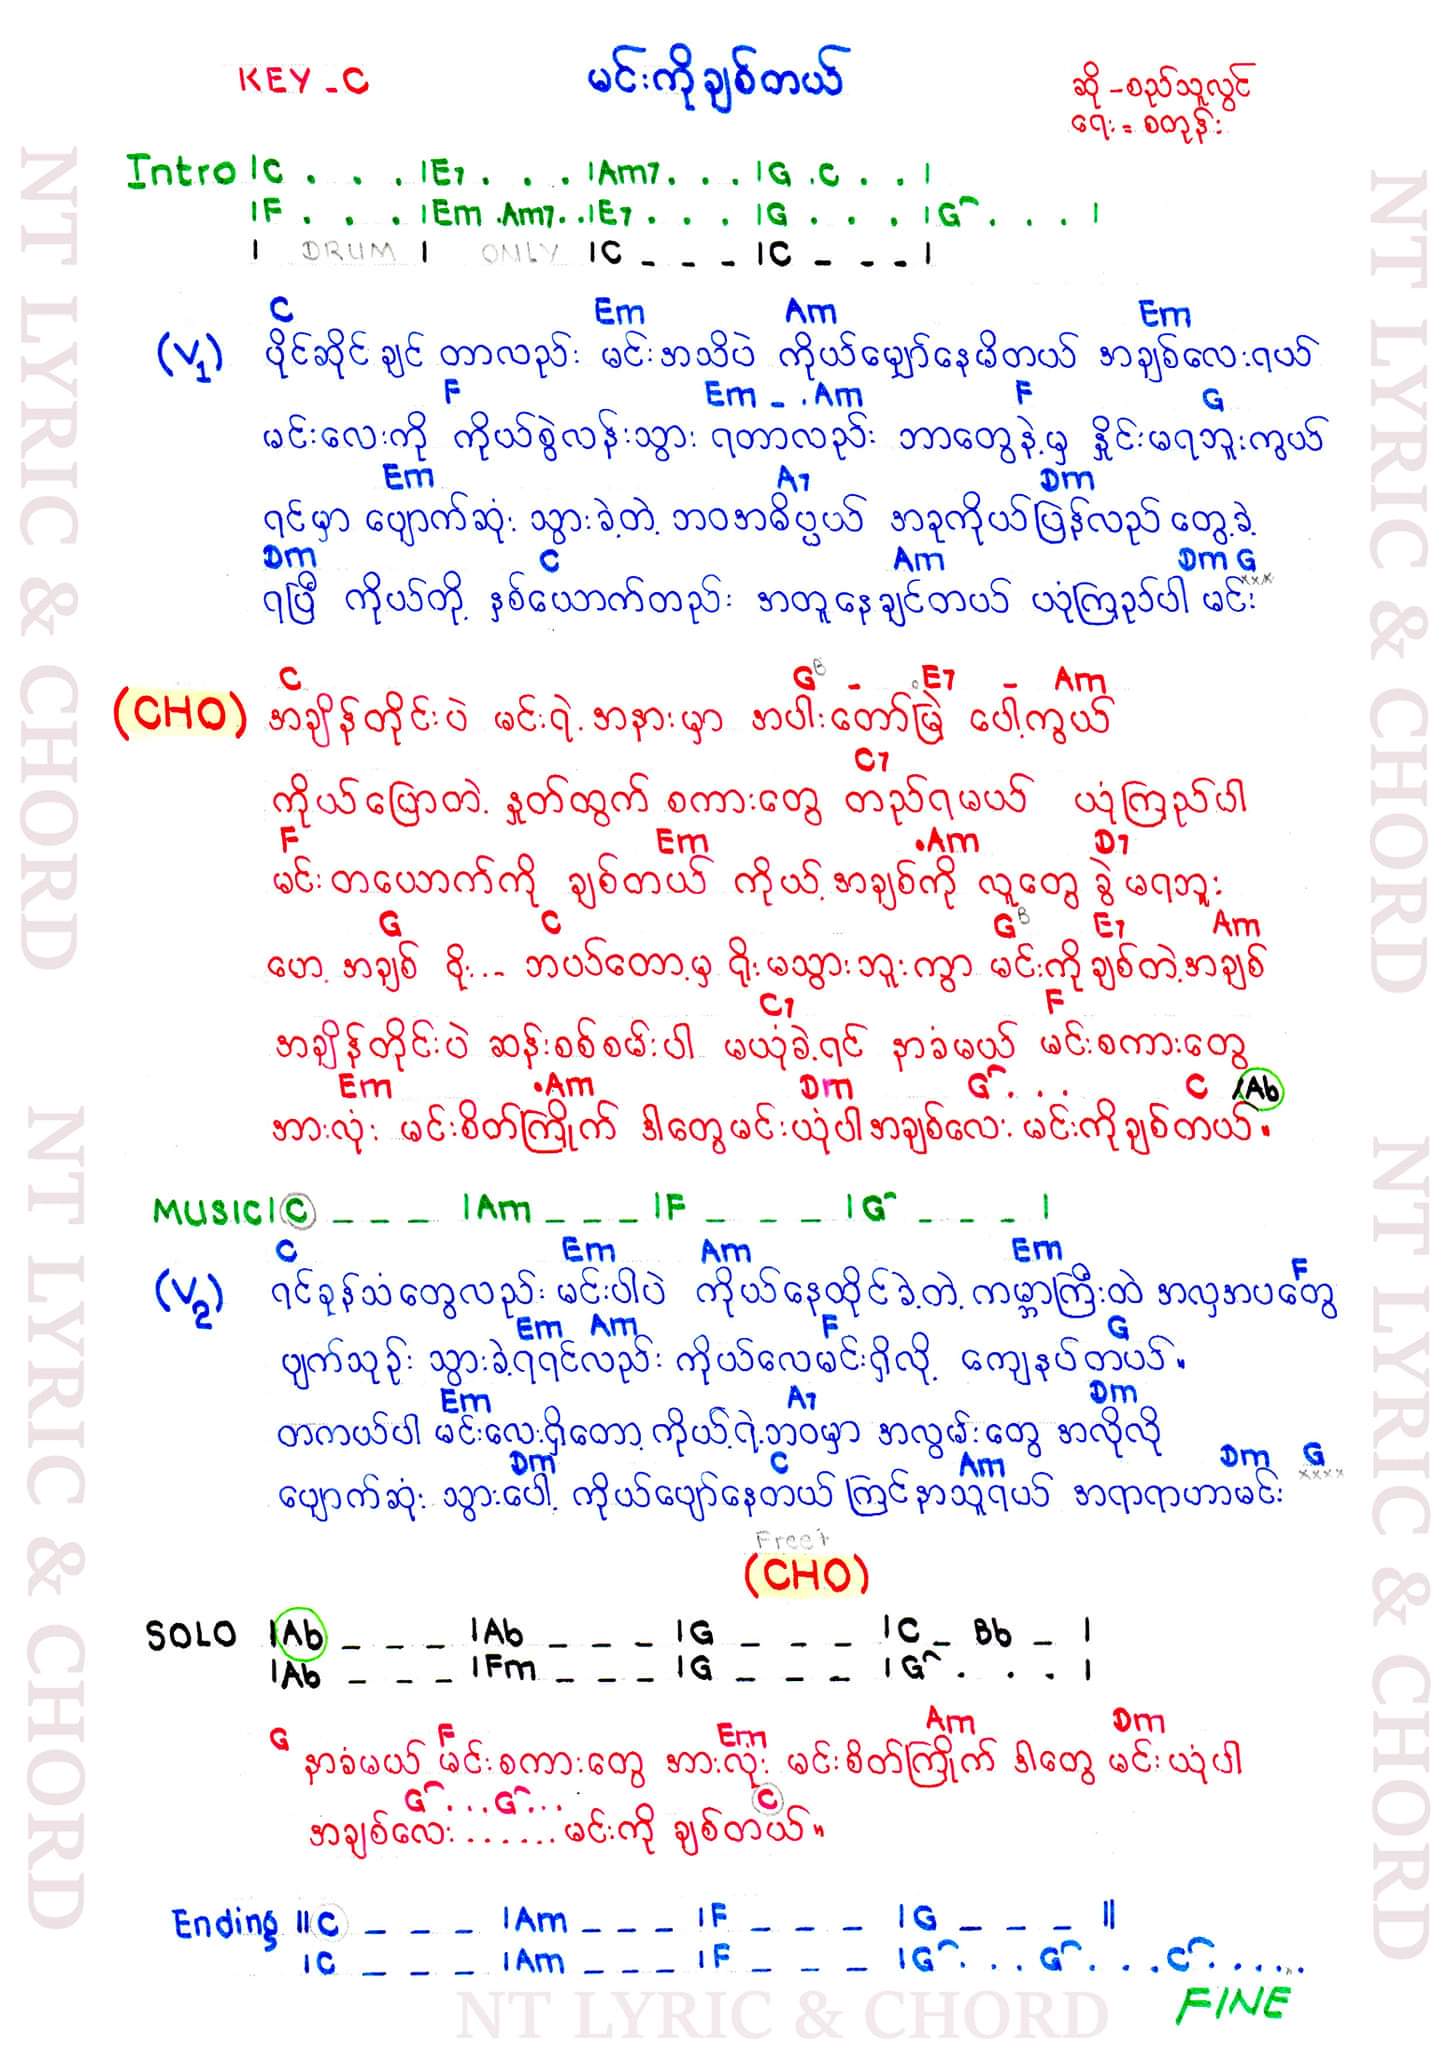 KEY - C
မင်းကိုချစ်တယ်
ဆို - စည်သူလွင်
ရေး = စတုန်း
Intro |C . . . |E7 . . . |Am7 . . . |G . C . . |
|F . . . |Em . Am7 . . |E7 . . . |G . . . |G⌢ . . . |
| DRUM | ONLY |C _ _ _ |C _ _ _ |
C Em Am Em
(V1) ပိုင်ဆိုင်ချင် တာလည်း မင်းအသိပဲ ကိုယ်မျှော်နေမိတယ် အချစ်လေးရယ်
F Em - . Am F G
မင်းလေးကို ကိုယ်စွဲလန်းသွား ရတာလည်း ဘာတွေနဲ့မှ နှိုင်းမရဘူးကွယ်
Em A7 Dm
ရင်မှာ ပျောက်ဆုံး သွားခဲ့တဲ့ ဘဝအဓိပ္ပယ် အခုကိုယ်ပြန်လည် တွေ့ခဲ့
Dm C Am Dm G
xxx
ရပြီ ကိုယ်တို့ နှစ်ယောက်တည်း အတူနေချင်တယ် ယုံကြည်ပါ မင်း
C G B - . E7 - Am
(CHO) အချိန်တိုင်းပဲ မင်းရဲ့အနားမှာ အပါးတော်မြဲ ပေါ့ကွယ်
C7
ကိုယ်ပြောတဲ့ နှုတ်ထွက် စကားတွေ တည်ရမယ် ယုံကြည်ပါ
F Em .Am D7
မင်းတယောက်ကို ချစ်တယ် ကိုယ့်အချစ်ကို လူတွေ ခွဲ မရဘူး
G C G B E7 Am
ဟေ့ အချစ် ရိုး... ဘယ်တော့မှ ရိုးမသွားဘူးကွာ မင်းကိုချစ်တဲ့အချစ်
C7 F
အချိန်တိုင်းပဲ ဆန်းစစ်စမ်းပါ မယုံခဲ့ရင် နာခံမယ် မင်းစကားတွေ
Em .Am Dm G⌢ . . . C /Ab
အားလုံး မင်းစိတ်ကြိုက် ဒါတွေမင်းယုံပါအချစ်လေး မင်းကိုချစ်တယ်။
MUSIC |C _ _ _ |Am _ _ _ |F _ _ _ |G⌢ _ _ _ |
C Em Am Em F
(V2) ရင်ခုန်သံတွေလည်း မင်းပါပဲ ကိုယ်နေထိုင်ခဲ့တဲ့ ကမ္ဘာကြီးထဲ အလှအပတွေ
Em Am F G
ပျက်သုဉ်း သွားခဲ့ရရင်လည်း ကိုယ်လေမင်းရှိလို့ ကျေနပ်တယ်။
Em A7 Dm
တကယ်ပါ မင်းလေးရှိတော့ ကိုယ့်ရဲ့ဘဝမှာ အလွမ်းတွေ အလိုလို
Dm C Am Dm G
xxxx
ပျောက်ဆုံး သွားပေါ့ ကိုယ်ပျော်နေတယ် ကြင်နာသူရယ် အရာရာဟာမင်း
(CHO)
SOLO |Ab _ _ _ |Ab _ _ _ |G _ _ _ |C _ Bb _ |
|Ab _ _ _ |Fm _ _ _ |G _ _ _ |G⌢ . . . |
G F Em Am Dm
နာခံမယ် မင်းစကားတွေ အားလုံး မင်းစိတ်ကြိုက် ဒါတွေ မင်းယုံပါ
G⌢ . . . G⌢ . . . C
အချစ်လေး ....... မင်းကို ချစ်တယ်။
Ending ||C _ _ _ |Am _ _ _ |F _ _ _ |G _ _ _ ||
|C _ _ _ |Am _ _ _ |F _ _ _ |G⌢ . . . G⌢ . . . C⌢ . . . . .
FINE
NT LYRIC & CHORD
NT LYRIC & CHORD
NT LYRIC & CHORD
NT LYRIC & CHORD
NT LYRIC & CHORD